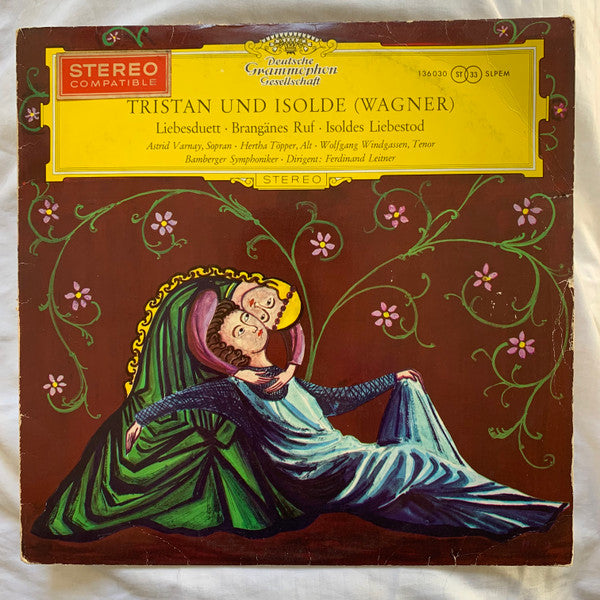 STEREO
COMPATIBLE
Deutsche
Grammophon
Gesellschaft
136030 ST 33 SLPEM
TRISTAN UND ISOLDE (WAGNER)
Liebesduett · Brangänes Ruf · Isoldes Liebestod
Astrid Varnay, Sopran · Hertha Töpper, Alt · Wolfgang Windgassen, Tenor
Bamberger Symphoniker · Dirigent: Ferdinand Leitner
STEREO